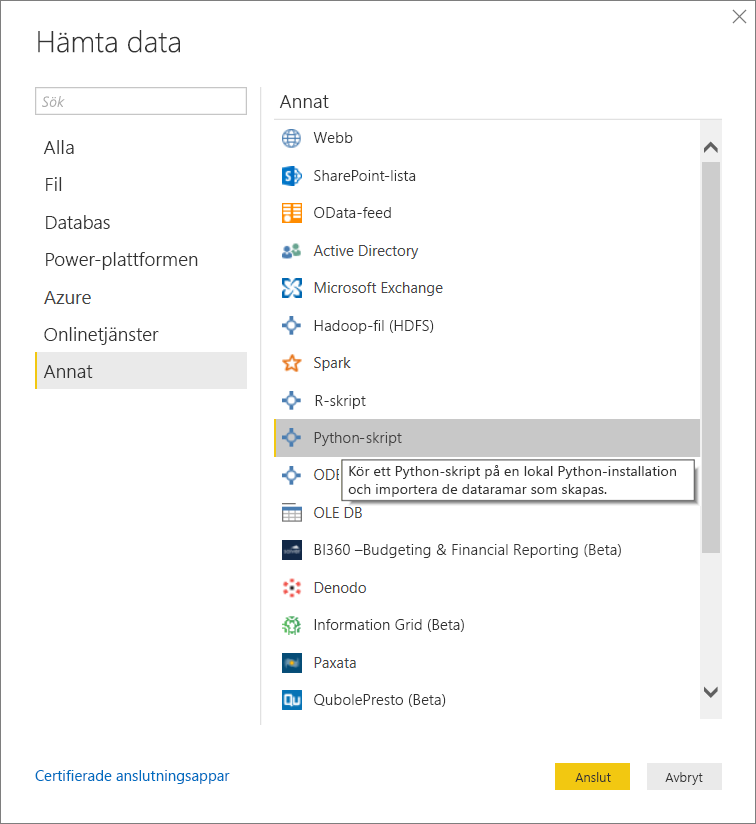 Hämta data
Sök
Alla
Fil
Databas
Power-plattformen
Azure
Onlinetjänster
Annat
Annat
Webb
SharePoint-lista
OData-feed
Active Directory
Microsoft Exchange
Hadoop-fil (HDFS)
Spark
R-skript
Python-skript
Kör ett Python-skript på en lokal Python-installation
och importera de dataramar som skapas.
OLE DB
BI360 –Budgeting & Financial Reporting (Beta)
Denodo
Information Grid (Beta)
Paxata
QubolePresto (Beta)
Certifierade anslutningsappar
Anslut
Avbryt